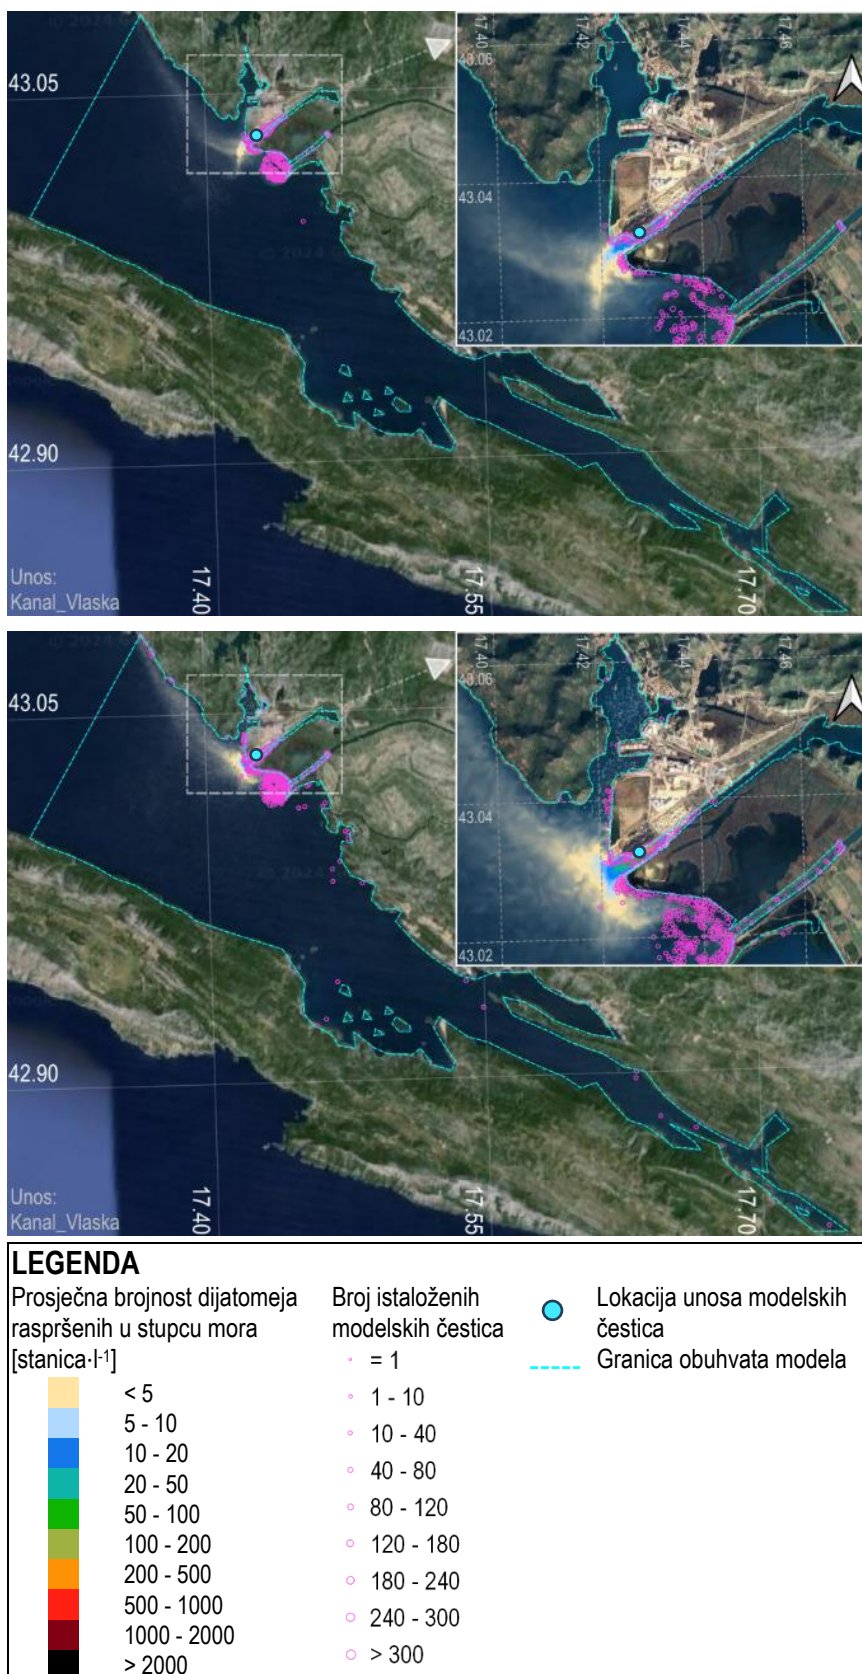 © 2024 G
17.40
17.42
17.44
17.46
43.06
43.05
43.04
© 2024 G
43.02
42.90
Unos:
Kanal_Vlaska
17.40
17.55
17.70
17.40
17.42
17.44
17.46
43.06
43.05
43.04
43.02
42.90
Unos:
Kanal_Vlaska
17.40
17.55
17.70
LEGENDA
Prosječna brojnost dijatomeja
raspršenih u stupcu mora
[stanica·l-1]
< 5
5 - 10
10 - 20
20 - 50
50 - 100
100 - 200
200 - 500
500 - 1000
1000 - 2000
> 2000
Broj istaloženih
modelskih čestica
= 1
1 - 10
10 - 40
40 - 80
80 - 120
120 - 180
180 - 240
240 - 300
> 300
Lokacija unosa modelskih
čestica
Granica obuhvata modela